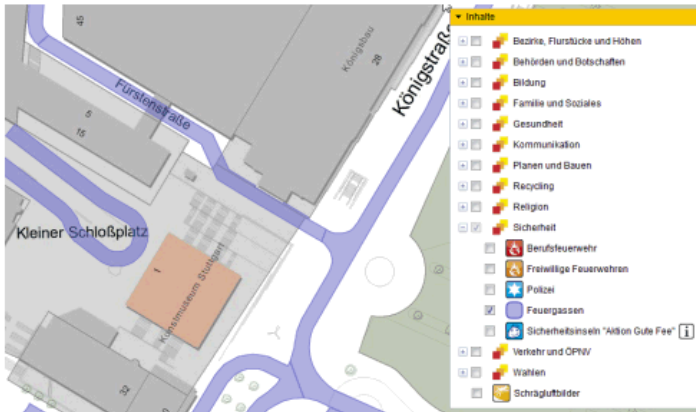 45
Königsbau
28
Königstraß
Fürstenstraße
5
15
Kleiner Schloßplatz
1
Kunstmuseum Stuttgart
32
Inhalte
Bezirke, Flurstücke und Höhen
Behörden und Botschaften
Bildung
Familie und Soziales
Gesundheit
Kommunikation
Planen und Bauen
Recycling
Religion
Sicherheit
Berufsfeuerwehr
Freiwillige Feuerwehren
Polizei
Feuergassen
Sicherheitsinseln "Aktion Gute Fee" i
Verkehr und ÖPNV
Wahlen
Schrägluftbilder